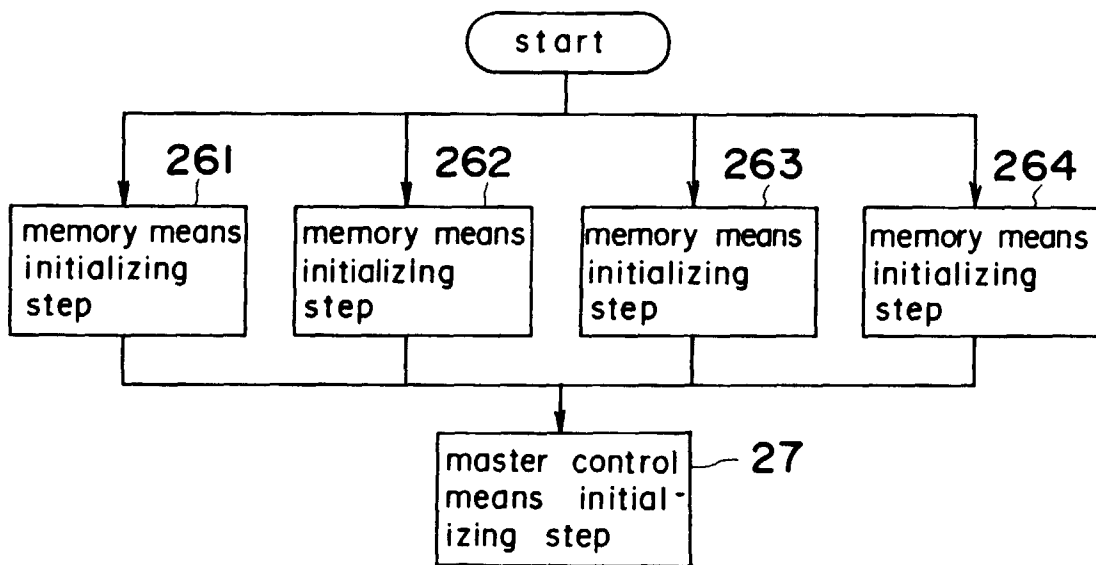 start
261
262
263
264
memory means
initializing
step
memory means
initializing
step
memory means
initializing
step
memory means
initializing
step
27
master control
means initial-
izing step